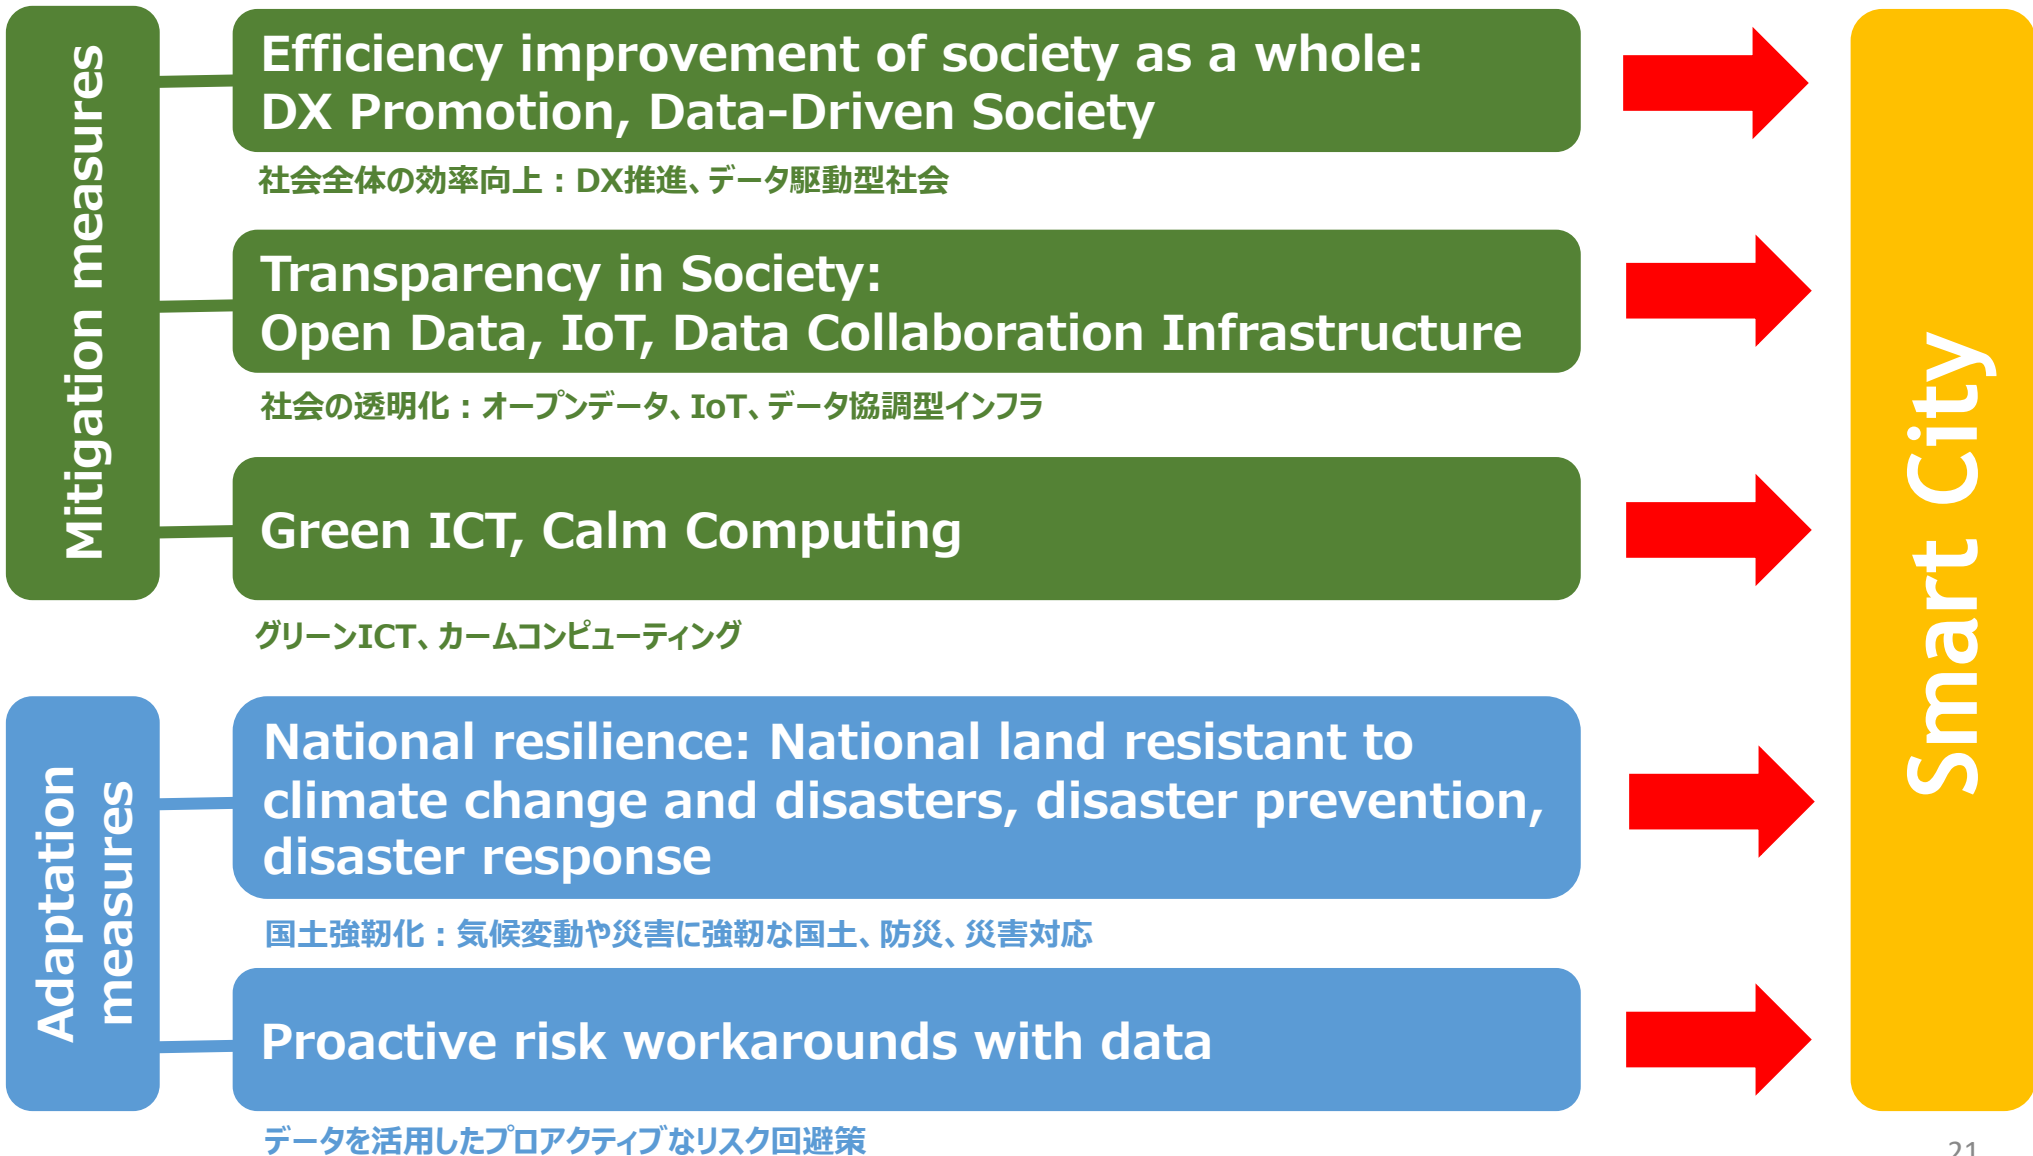 Mitigation measures
Efficiency improvement of society as a whole:
DX Promotion, Data-Driven Society
社会全体の効率向上：DX推進、データ駆動型社会
Transparency in Society:
Open Data, IoT, Data Collaboration Infrastructure
社会の透明化：オープンデータ、IoT、データ協調型インフラ
Green ICT, Calm Computing
グリーンICT、カームコンピューティング
Adaptation
measures
National resilience: National land resistant to
climate change and disasters, disaster prevention,
disaster response
国土強靭化：気候変動や災害に強靭な国土、防災、災害対応
Proactive risk workarounds with data
データを活用したプロアクティブなリスク回避策
Smart City
21